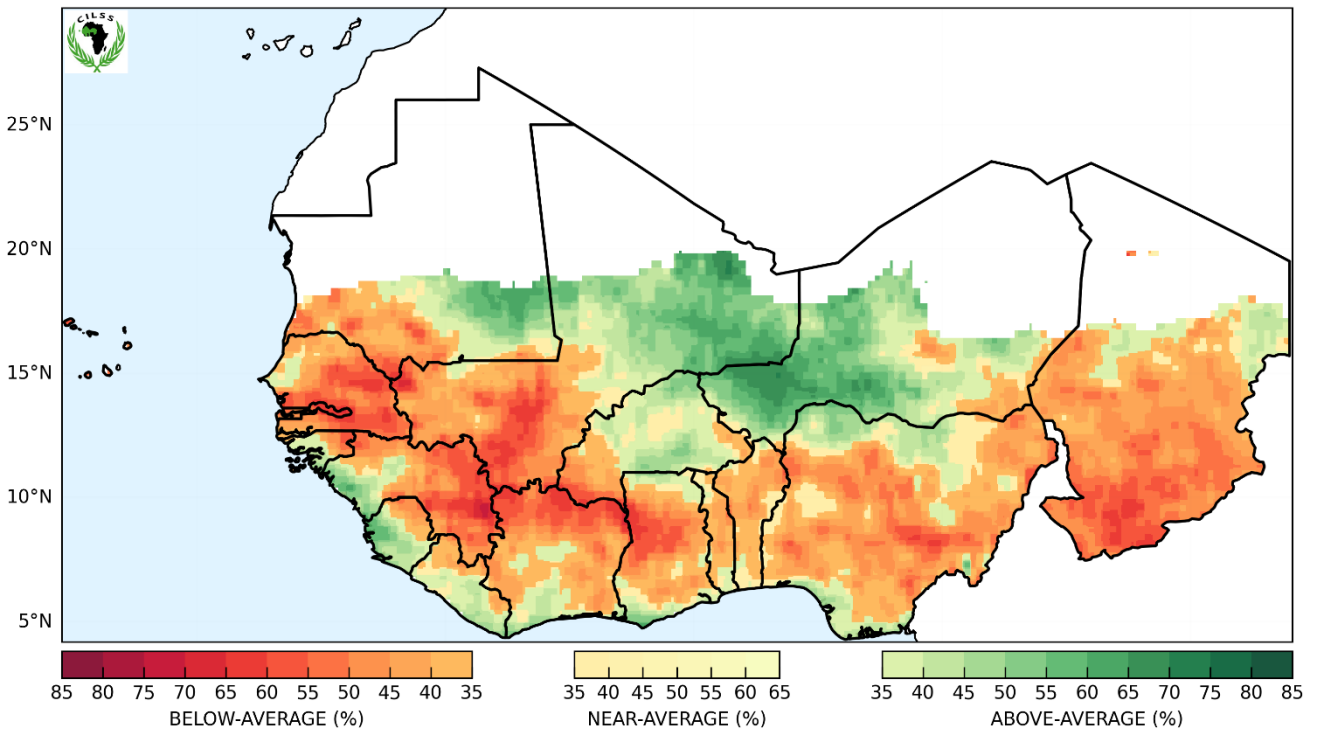 CILSS
25°N
20°N
15°N
10°N
5°N
85 80 75 70 65 60 55 50 45 40 35
35 40 45 50 55 60 65
35 40 45 50 55 60 65 70 75 80 85
BELOW-AVERAGE (%)
NEAR-AVERAGE (%)
ABOVE-AVERAGE (%)